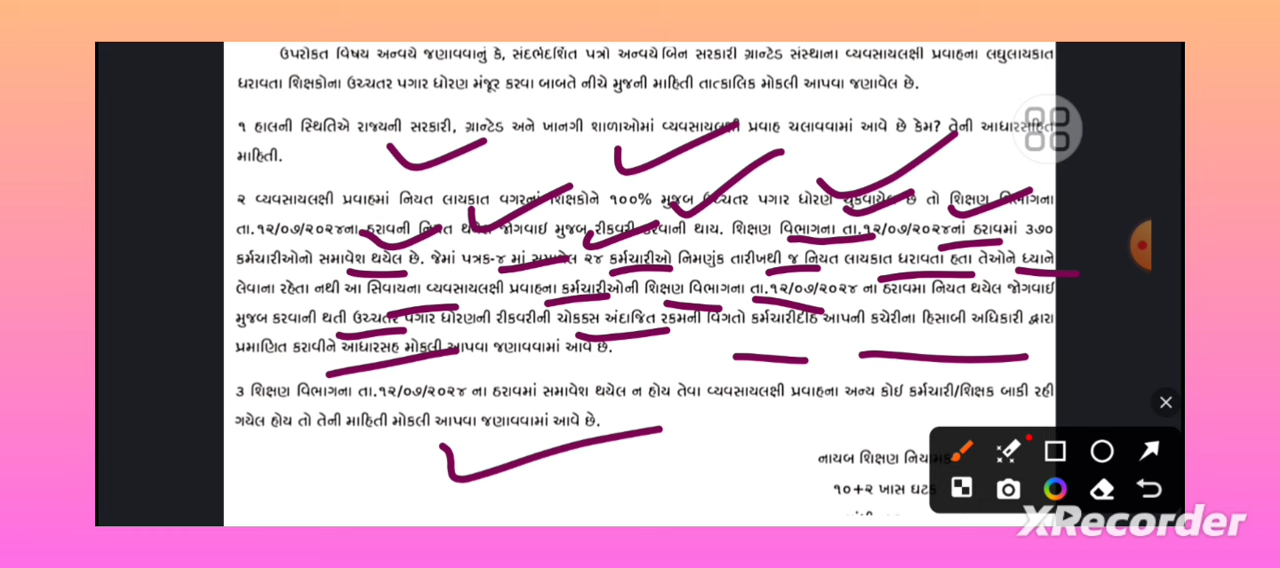 ઉપરોક્ત વિષય અન્વયે જણાવવાનું કે, સંદર્ભદર્શિત પત્રો અન્વયે બિન સરકારી ગ્રાન્ટેડ સંસ્થાના વ્યવસાયલક્ષી પ્રવાહના લઘુલાયકાત
ધરાવતા શિક્ષકોના ઉચ્ચતર પગાર ધોરણ મંજૂર કરવા બાબતે નીચે મુજની માહિતી તાત્કાલિક મોકલી આપવા જણાવેલ છે.
૧ હાલની સ્થિતિએ રાજ્યની સરકારી, ગ્રાન્ટેડ અને ખાનગી શાળાઓમાં વ્યવસાયલક્ષી પ્રવાહ ચલાવવામાં આવે છે કેમ? તેની આધારસહિત
માહિતી.
૨ વ્યવસાયલક્ષી પ્રવાહમાં નિયત લાયકાત વગરનાં શિક્ષકોને ૧૦૦% મુજબ ઉચ્ચતર પગાર ધોરણ ચુકવાયેલ છે તો શિક્ષણ વિભાગના
તા.૧૨/૦૭/૨૦૨૪ના ઠરાવની નિયત થયેલ જોગવાઈ મુજબ રીકવરી કરવાની થાય. શિક્ષણ વિભાગના તા.૧૨/૦૭/૨૦૨૪નાં ઠરાવમાં ૩૭૦
કર્મચારીઓનો સમાવેશ થયેલ છે. જેમાં પત્રક-૪ માં સમાવેલ ૨૪ કર્મચારીઓ નિમણુંક તારીખથી જ નિયત લાયકાત ધરાવતા હતા તેઓને ધ્યાને
લેવાના રહેતા નથી આ સિવાયના વ્યવસાયલક્ષી પ્રવાહના કર્મચારીઓની શિક્ષણ વિભાગના તા.૧૨/૦૭/૨૦૨૪ ના ઠરાવમા નિયત થયેલ જોગવાઈ
મુજબ કરવાની થતી ઉચ્ચતર પગાર ધોરણની રીકવરીની ચોકકસ અંદાજિત રકમની વિગતો કર્મચારીદીઠ આપની કચેરીના હિસાબી અધિકારી દ્વારા
પ્રમાણિત કરાવીને આધારસહ મોકલી આપવા જણાવવામાં આવે છે.
૩ શિક્ષણ વિભાગના તા.૧૨/૦૭/૨૦૨૪ ના ઠરાવમાં સમાવેશ થયેલ ન હોય તેવા વ્યવસાયલક્ષી પ્રવાહના અન્ય કોઈ કર્મચારી/શિક્ષક બાકી રહી
ગયેલ હોય તો તેની માહિતી મોકલી આપવા જણાવવામાં આવે છે.
નાયબ શિક્ષણ નિયામક
૧૦+૨ ખાસ ઘટક
XRecorder